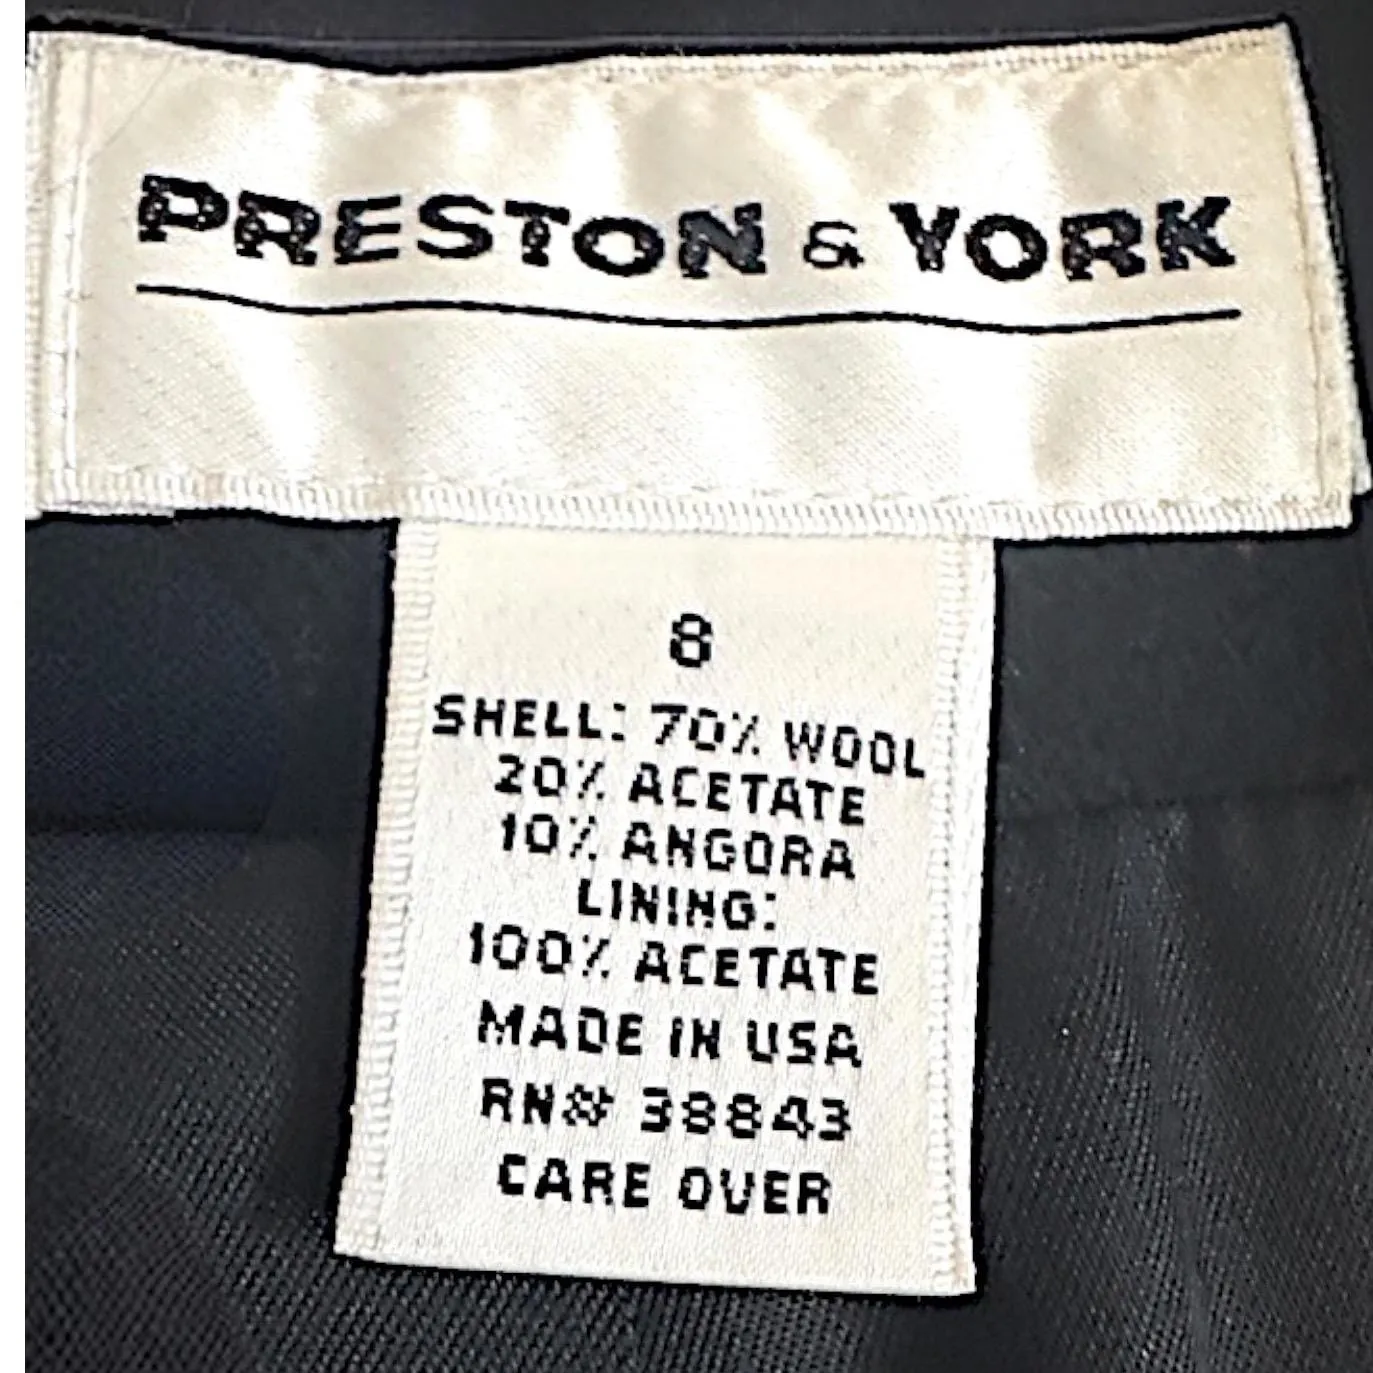 PRESTON & YORK
8
SHELL: 70% WOOL
20% ACETATE
10% ANGORA
LINING:
100% ACETATE
MADE IN USA
RN# 38843
CARE OVER